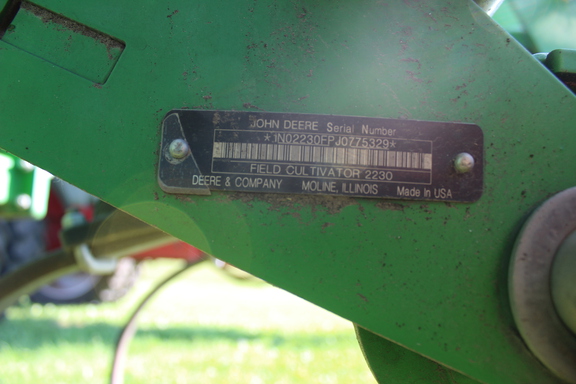 JOHN DEERE Serial Number
*1N02230FPJ0775329*
FIELD CULTIVATOR 2230
DEERE & COMPANY MOLINE, ILLINOIS Made In USA